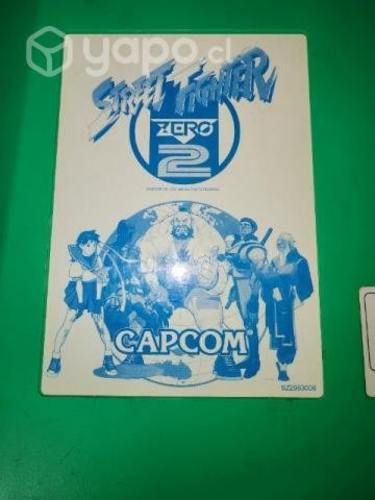 yapo.cl
STREET FIGHTER
ZERO
2
CAPCOM